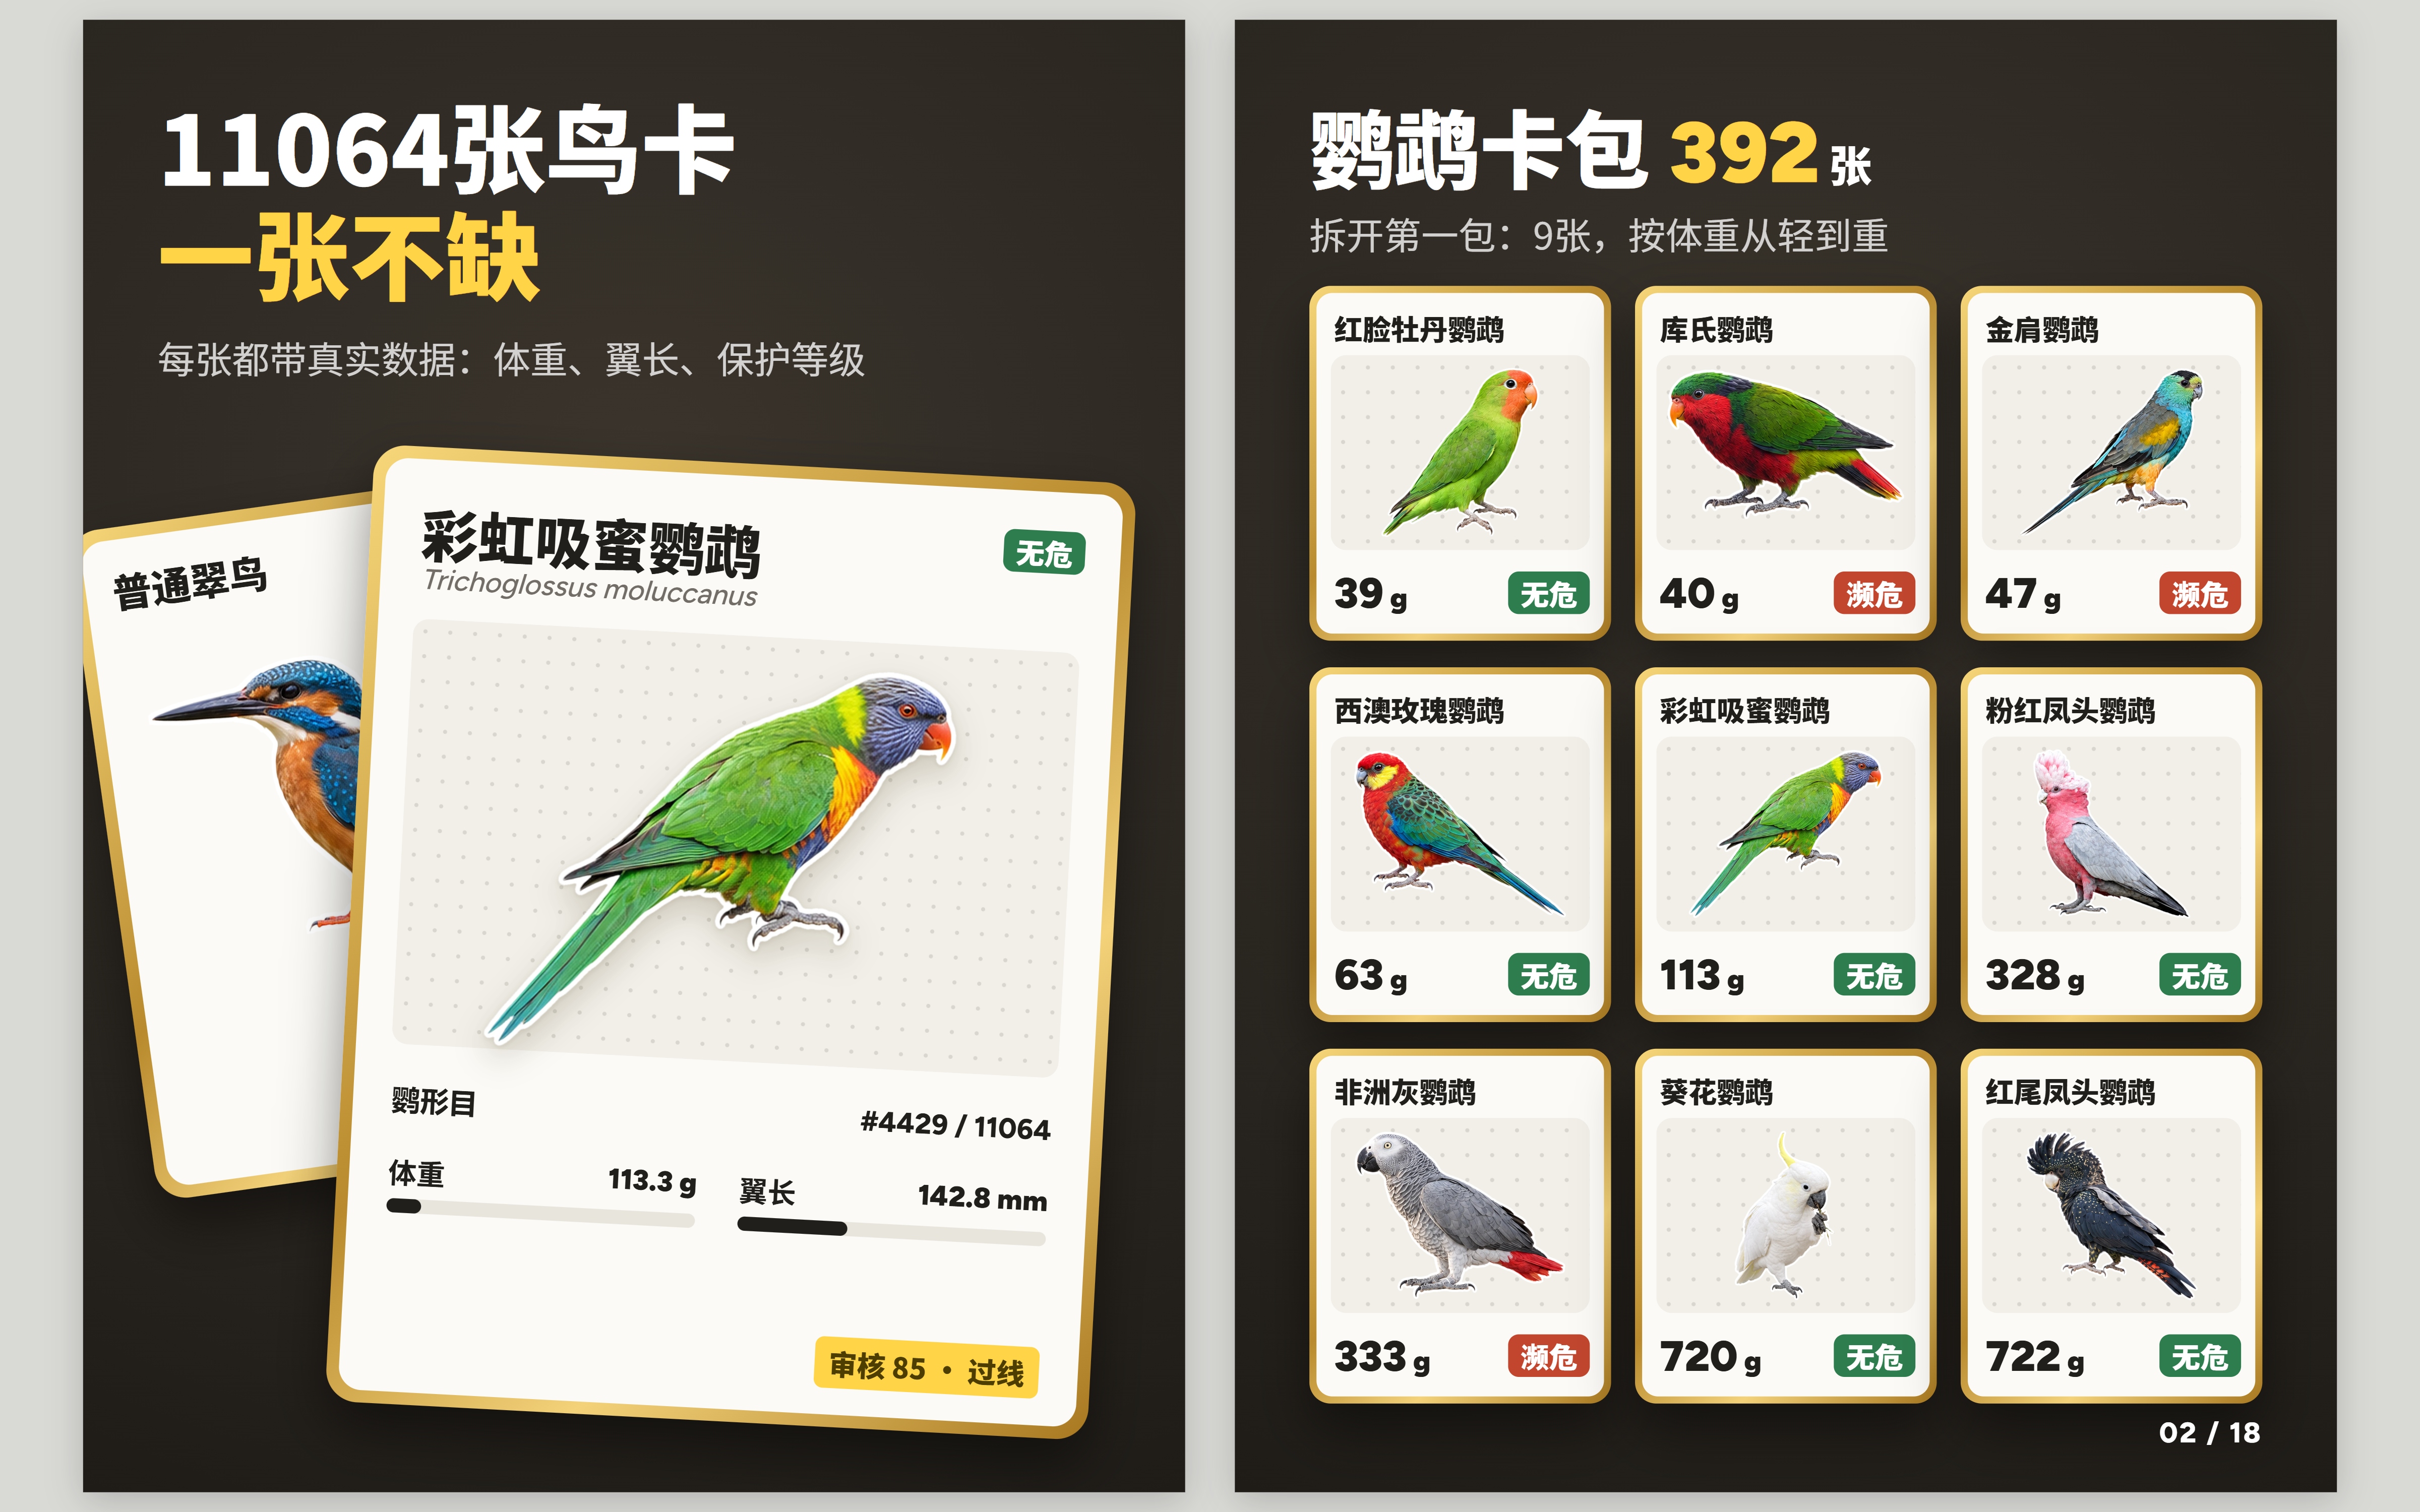 11064张鸟卡
一张不缺
每张都带真实数据：体重、翼长、保护等级
普通翠鸟
彩虹吸蜜鹦鹉
无危
Trichoglossus moluccanus
鹦形目
#4429 / 11064
体重
113.3 g
翼长
142.8 mm
审核 85 · 过线
鹦鹉卡包 392 张
拆开第一包：9张，按体重从轻到重
红脸牡丹鹦鹉
39 g
无危
库氏鹦鹉
40 g
濒危
金肩鹦鹉
47 g
濒危
西澳玫瑰鹦鹉
63 g
无危
彩虹吸蜜鹦鹉
113 g
无危
粉红凤头鹦鹉
328 g
无危
非洲灰鹦鹉
333 g
濒危
葵花鹦鹉
720 g
无危
红尾凤头鹦鹉
722 g
无危
02 / 18